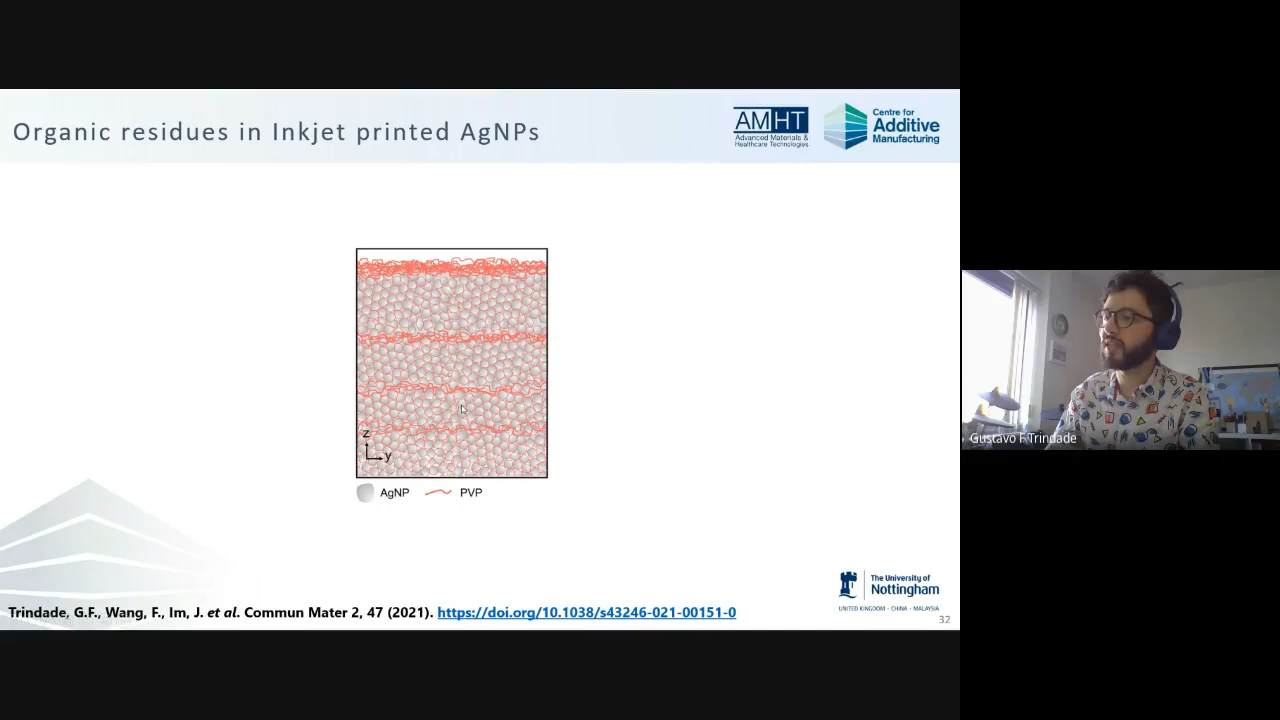 Organic residues in Inkjet printed AgNPs
AMHT
Advanced Materials &
Healthcare Technologies
Centre for
Additive
Manufacturing
z
y
AgNP
PVP
Gustavo F Trindade
The University of
Nottingham
UNITED KINGDOM · CHINA · MALAYSIA
Trindade, G.F., Wang, F., Im, J. et al. Commun Mater 2, 47 (2021). https://doi.org/10.1038/s43246-021-00151-0
32